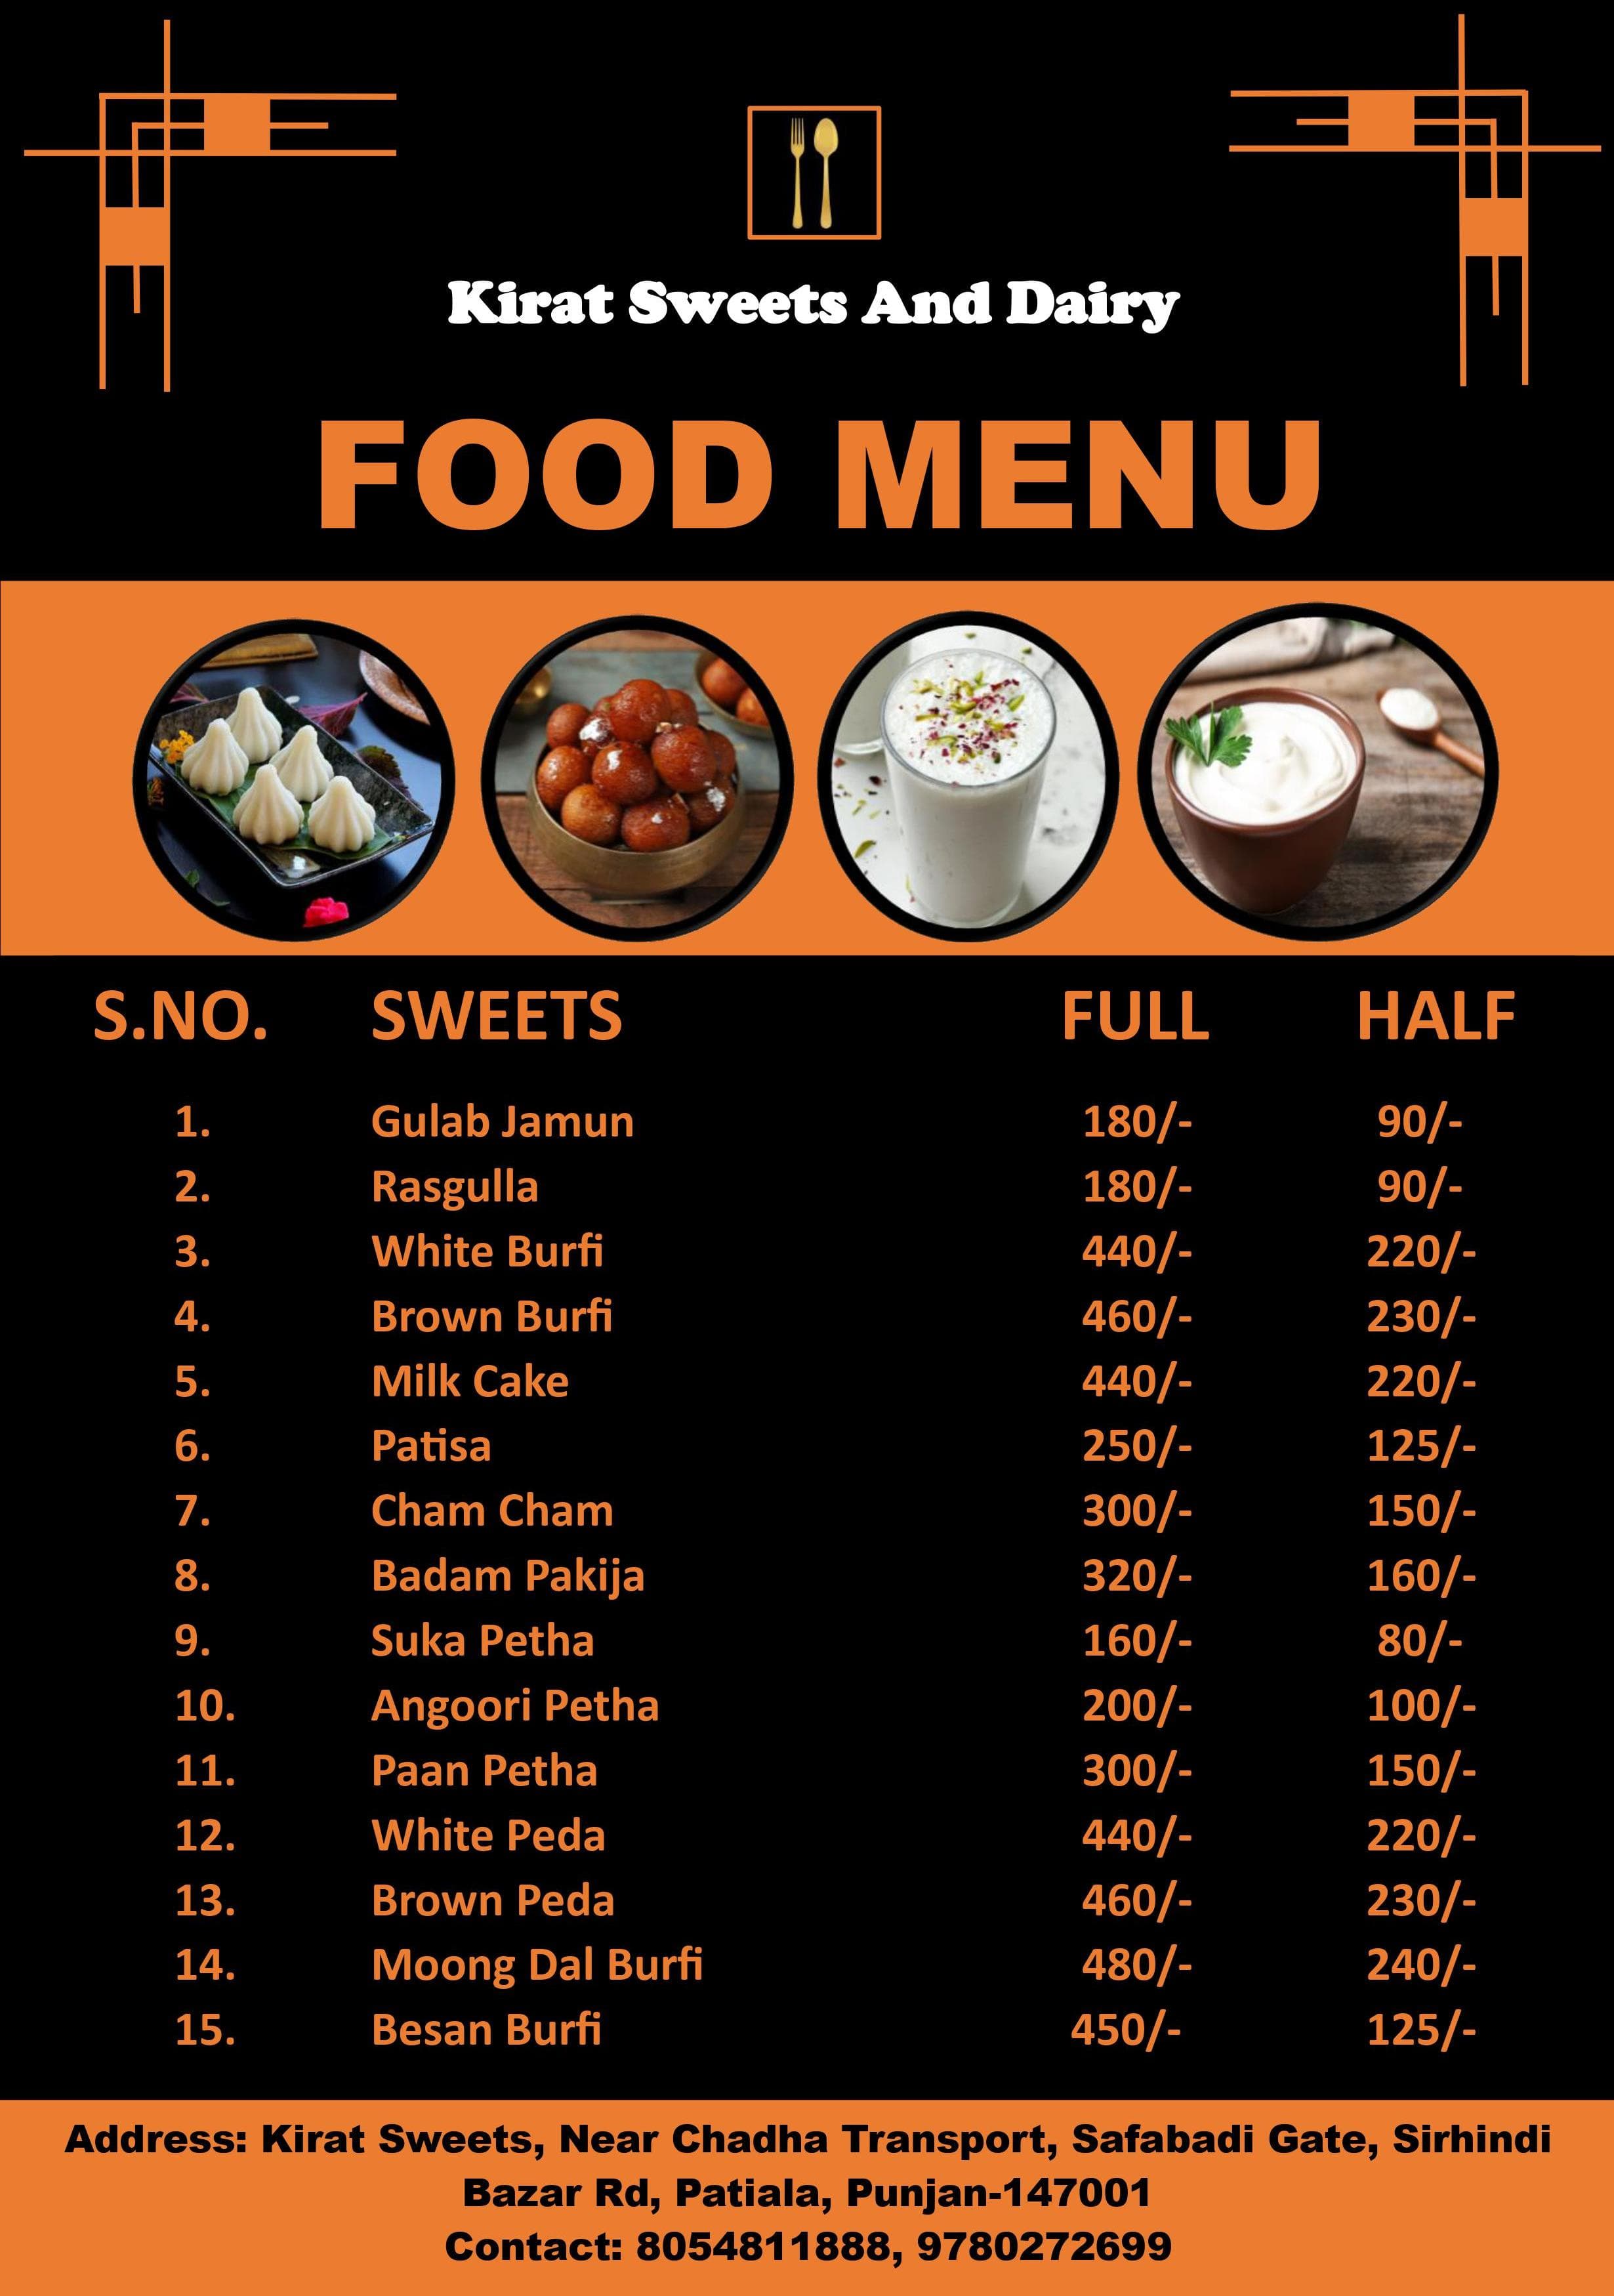 Kirat Sweets And Dairy
FOOD MENU
S.NO. SWEETS FULL HALF
1. Gulab Jamun 180/- 90/-
2. Rasgulla 180/- 90/-
3. White Burfi 440/- 220/-
4. Brown Burfi 460/- 230/-
5. Milk Cake 440/- 220/-
6. Patisa 250/- 125/-
7. Cham Cham 300/- 150/-
8. Badam Pakija 320/- 160/-
9. Suka Petha 160/- 80/-
10. Angoori Petha 200/- 100/-
11. Paan Petha 300/- 150/-
12. White Peda 440/- 220/-
13. Brown Peda 460/- 230/-
14. Moong Dal Burfi 480/- 240/-
15. Besan Burfi 450/- 125/-
Address: Kirat Sweets, Near Chadha Transport, Safabadi Gate, Sirhindi
Bazar Rd, Patiala, Punjan-147001
Contact: 8054811888, 9780272699